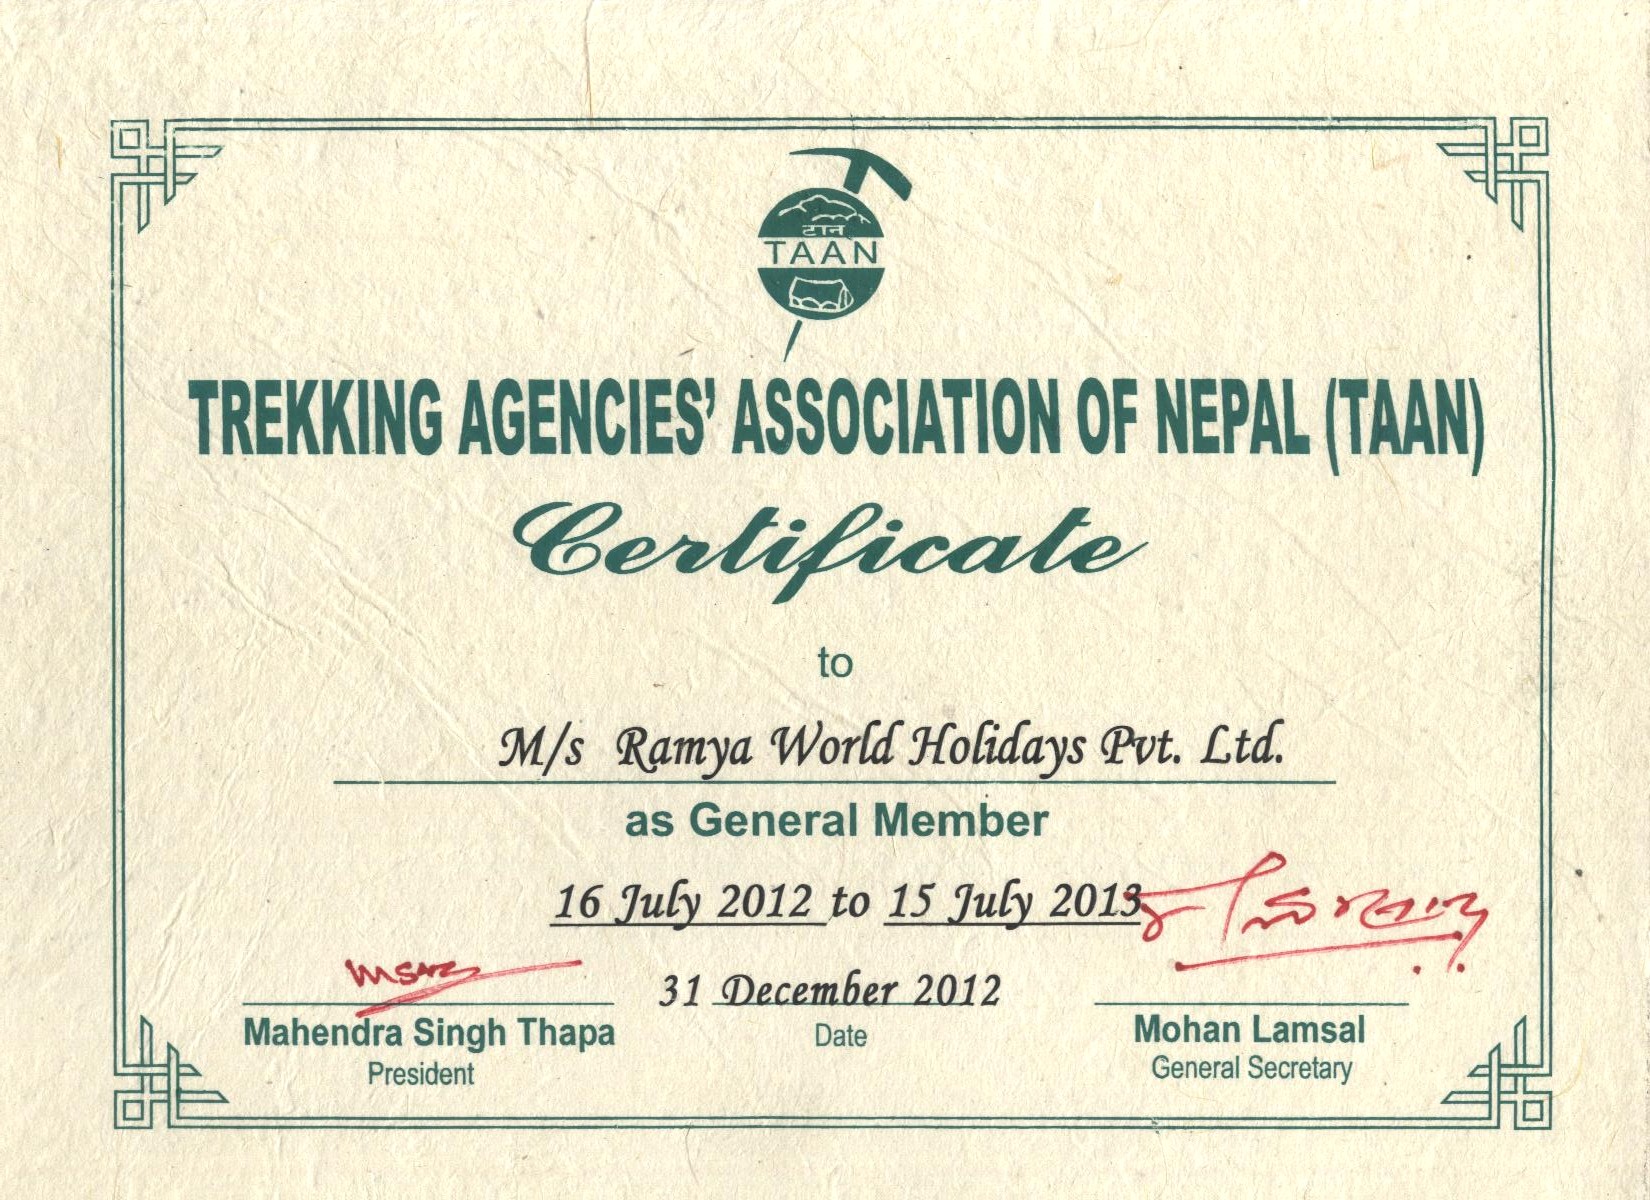 टान
TAAN
TREKKING AGENCIES' ASSOCIATION OF NEPAL (TAAN)
Certificate
to
M/s Ramya World Holidays Pvt. Ltd.
as General Member
16 July 2012 to 15 July 2013
31 December 2012
Mahendra Singh Thapa
President
Date
Mohan Lamsal
General Secretary